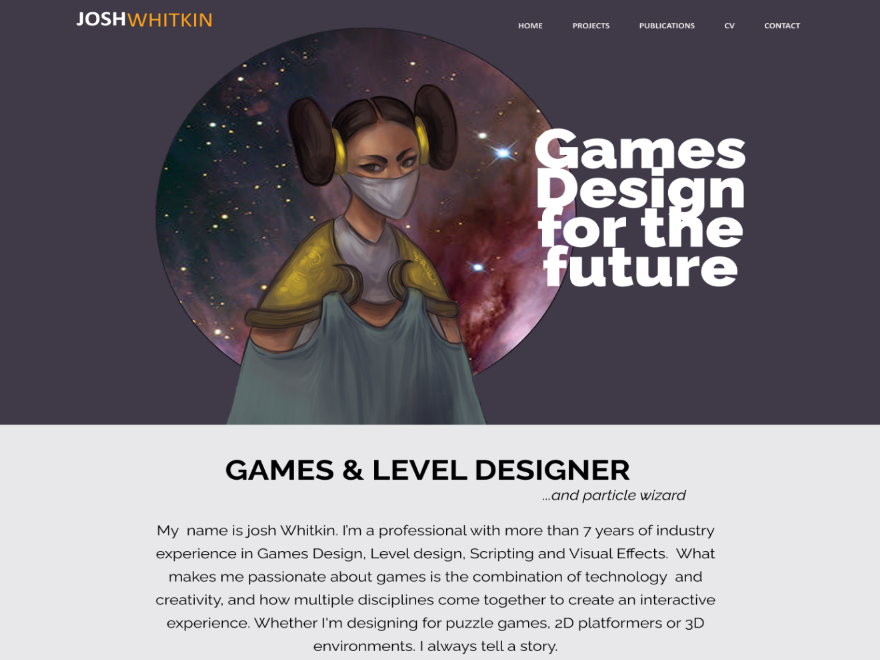 JOSHWHITKIN
HOME PROJECTS PUBLICATIONS CV CONTACT
Games
Design
for the
future
GAMES & LEVEL DESIGNER
...and particle wizard
My name is josh Whitkin. I'm a professional with more than 7 years of industry
experience in Games Design, Level design, Scripting and Visual Effects. What
makes me passionate about games is the combination of technology and
creativity, and how multiple disciplines come together to create an interactive
experience. Whether I'm designing for puzzle games, 2D platformers or 3D
environments. I always tell a story.